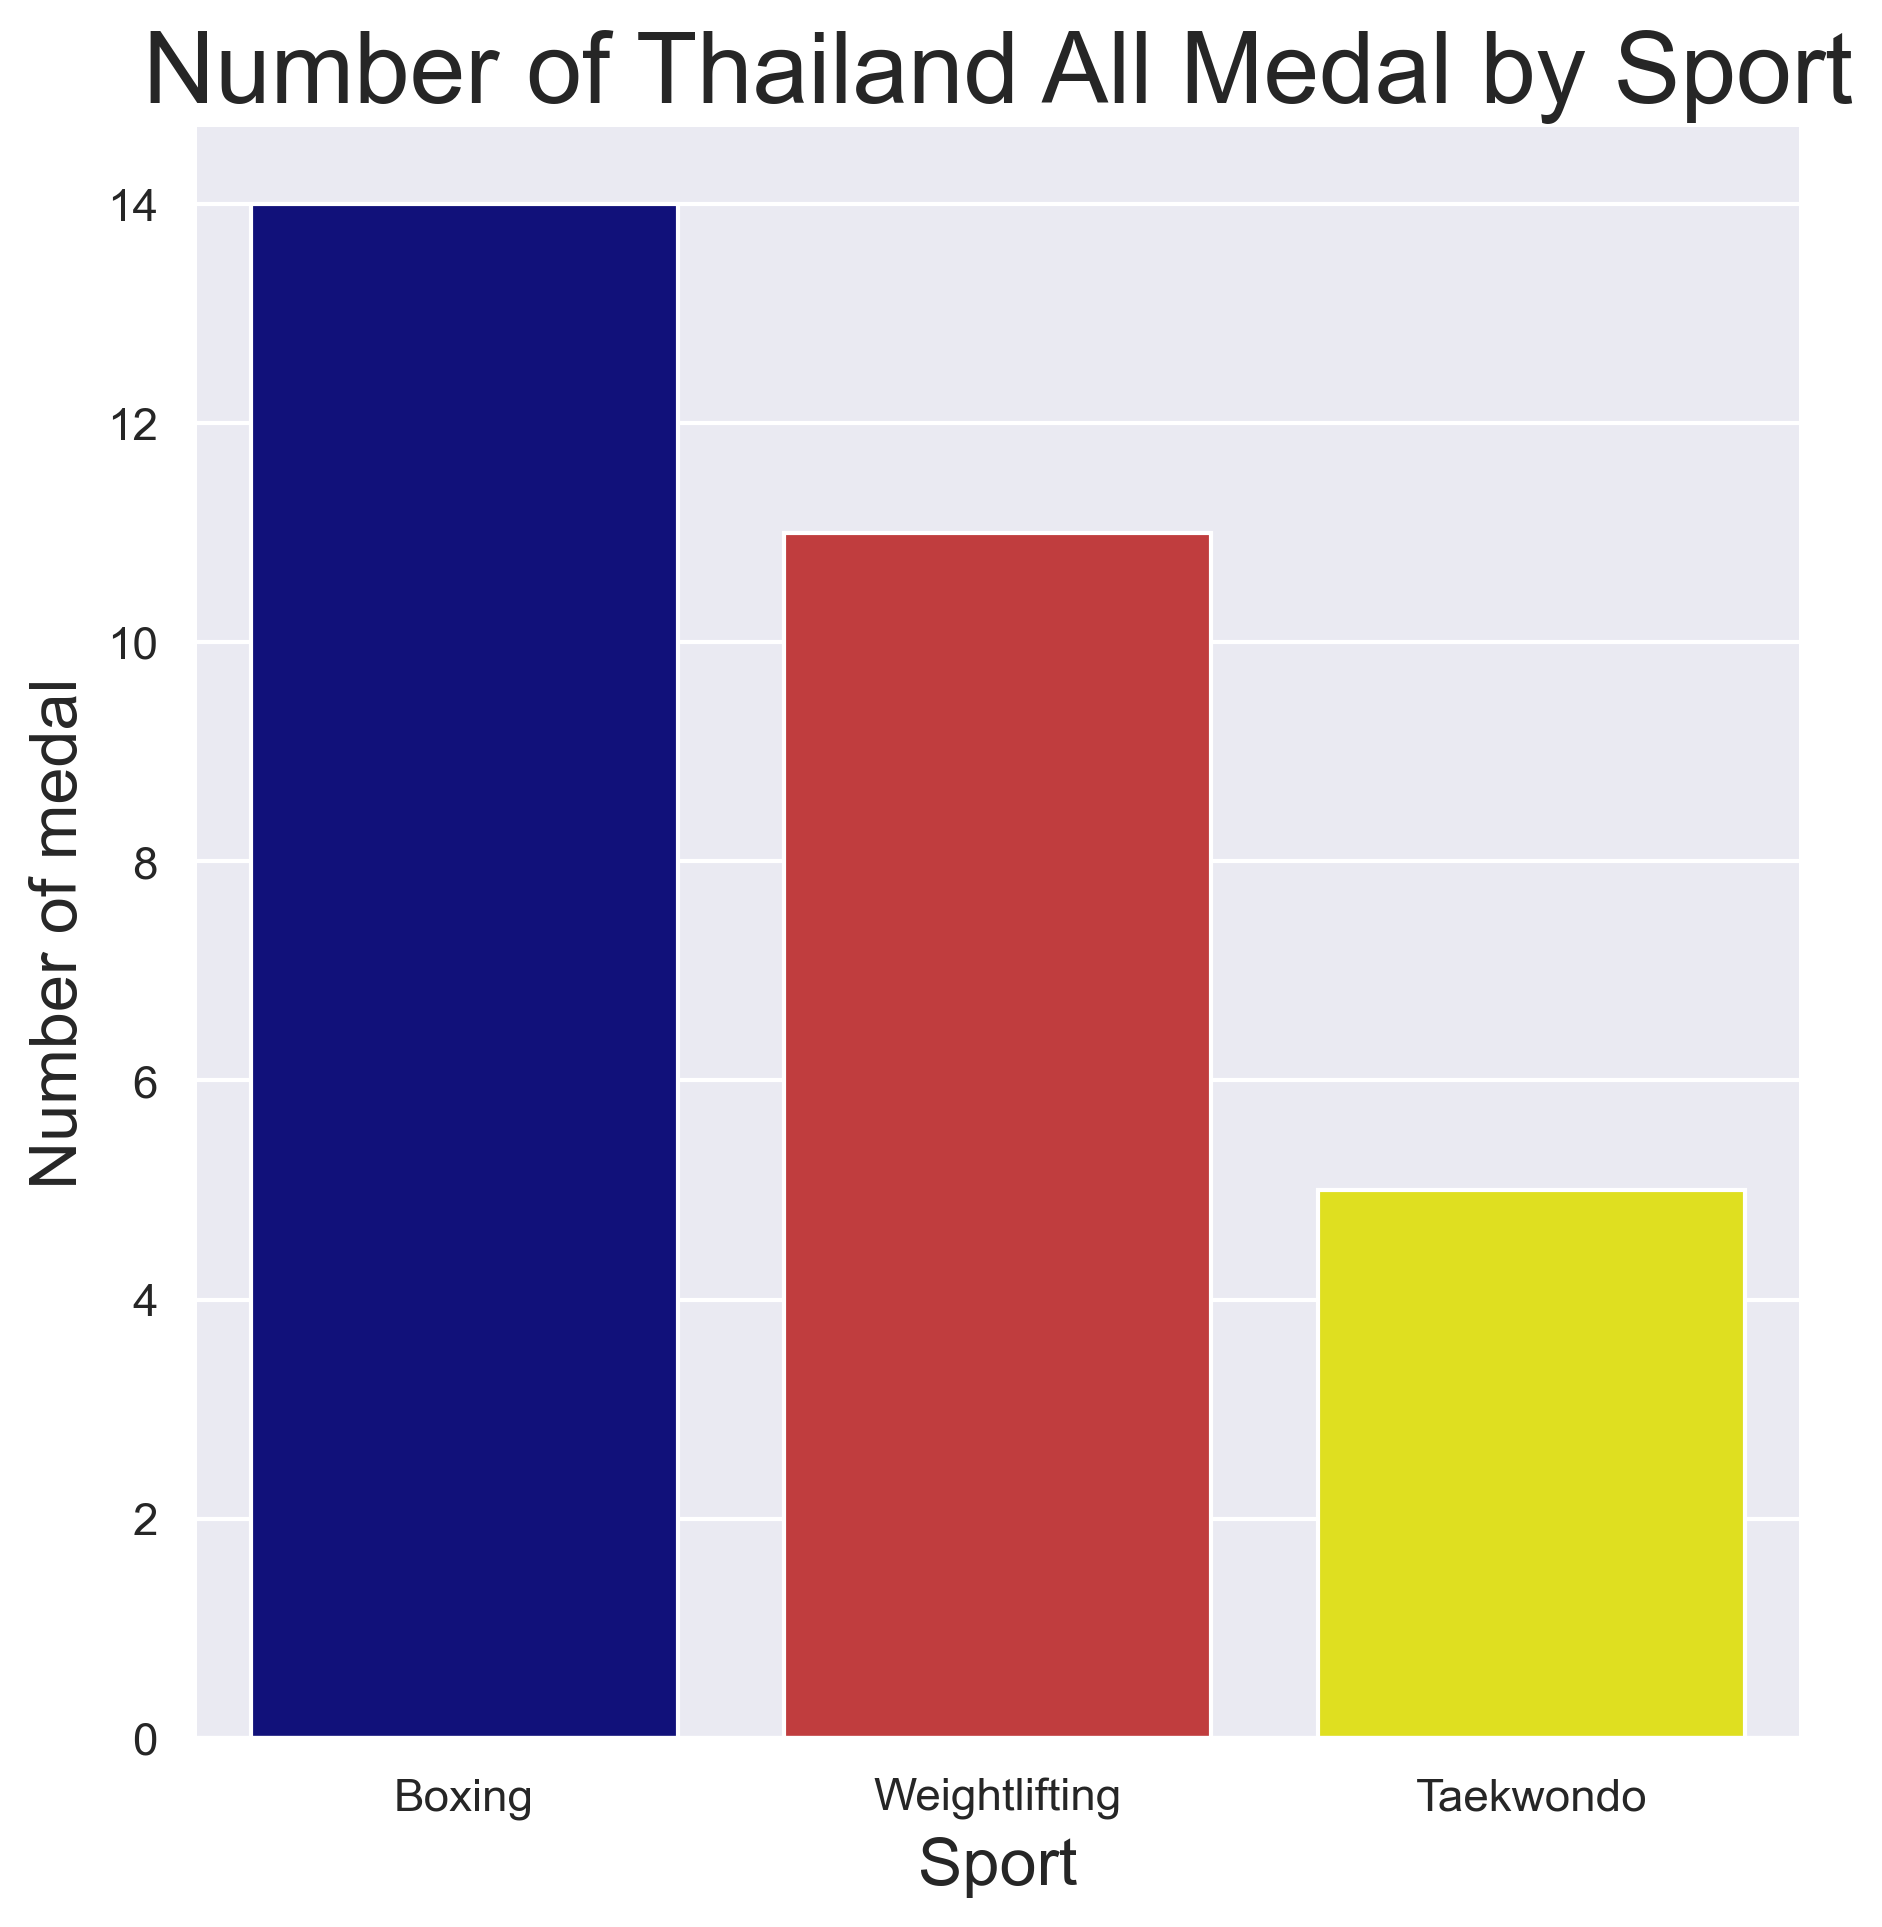 Number of Thailand All Medal by Sport
14
12
10
8
6
4
2
0
Number of medal
Boxing
Weightlifting
Taekwondo
Sport